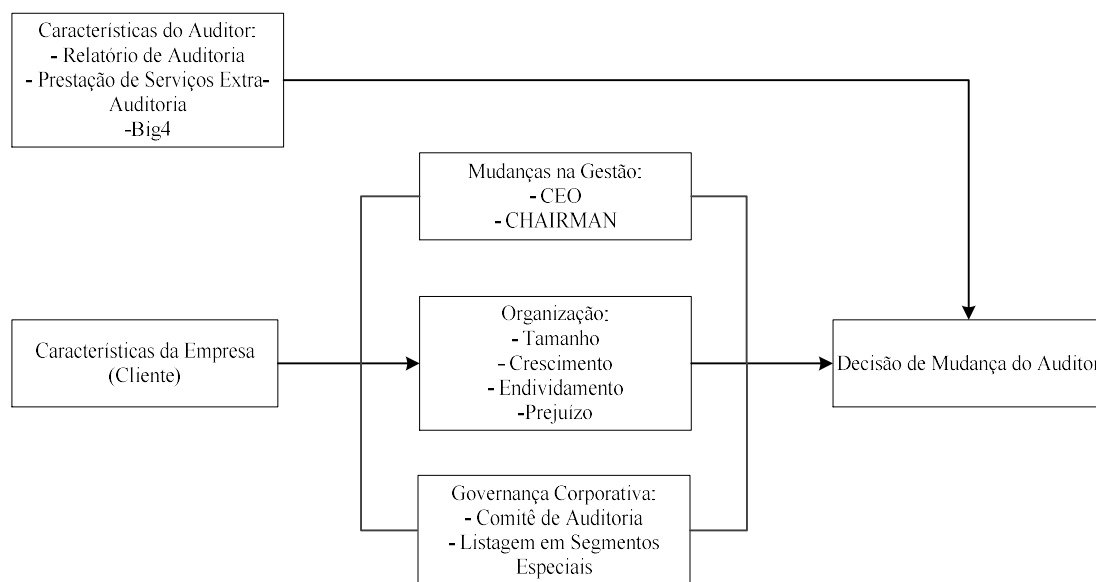 Características do Auditor:
- Relatório de Auditoria
- Prestação de Serviços Extra-
Auditoria
-Big4
Mudanças na Gestão:
- CEO
- CHAIRMAN
Organização:
- Tamanho
- Crescimento
- Endividamento
-Prejuízo
Características da Empresa
(Cliente)
Decisão de Mudança do Auditor
Governança Corporativa:
- Comitê de Auditoria
- Listagem em Segmentos
Especiais